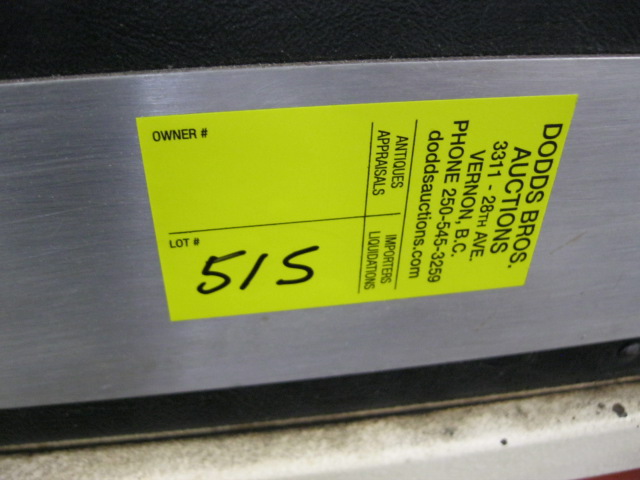 OWNER #
LOT #
515
ANTIQUES
APPRAISALS
IMPORTERS
LIQUIDATIONS
DODDS BROS.
AUCTIONS
3311 - 28TH AVE.
VERNON, B.C.
PHONE 250-545-3259
doddsauctions.com